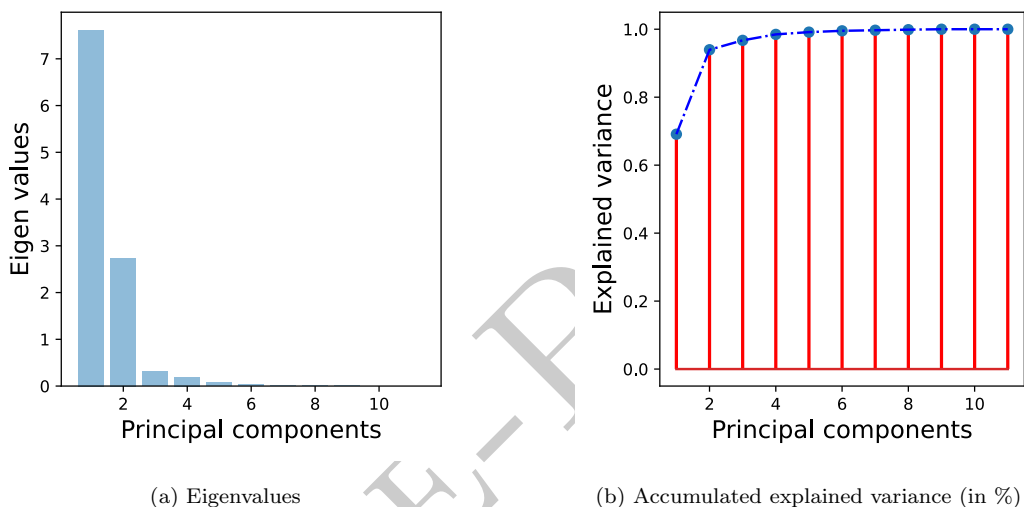 7
6
5
4
3
2
1
0
Eigen values
2 4 6 8 10
Principal components
(a) Eigenvalues
1.0
0.8
0.6
0.4
0.2
0.0
Explained variance
2 4 6 8 10
Principal components
(b) Accumulated explained variance (in %)
E-P